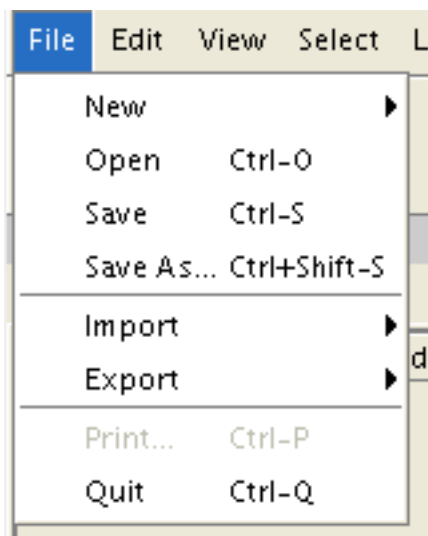 File Edit View Select L
New
Open Ctrl-O
Save Ctrl-S
Save As... Ctrl+Shift-S
Import
d
Export
Print... Ctrl-P
Quit Ctrl-Q